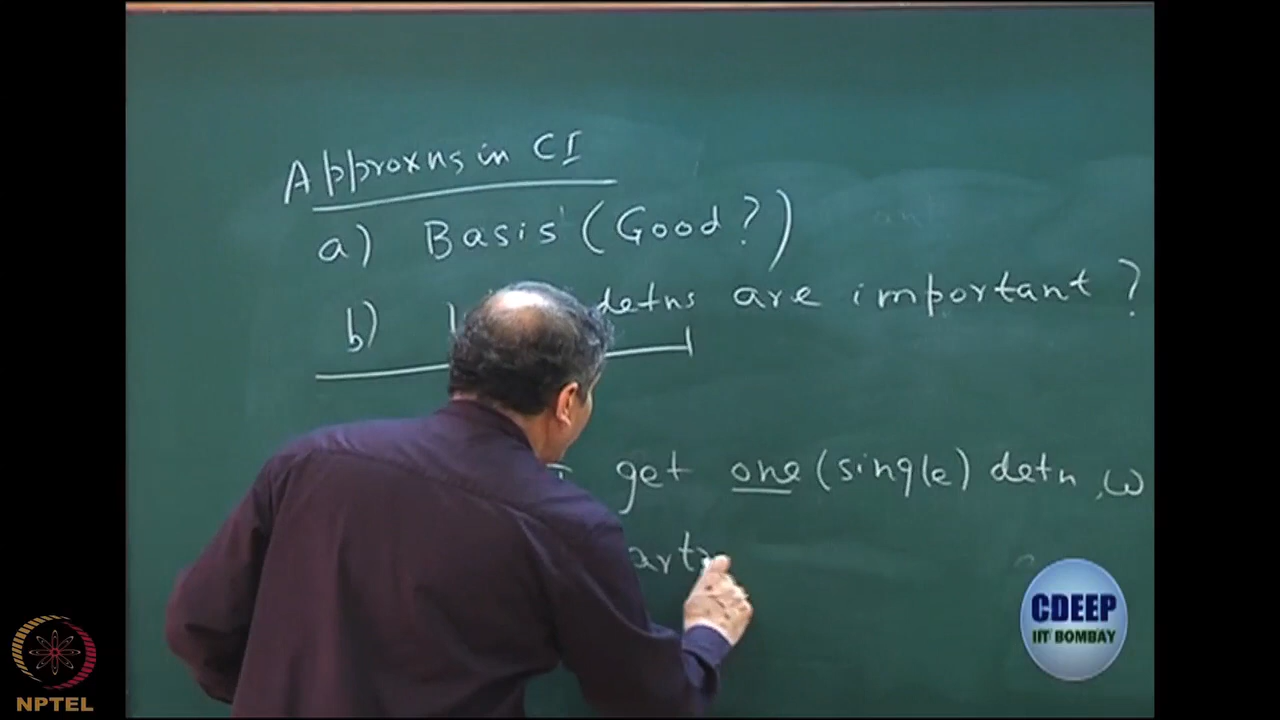 Approxns in CI
a) Basis (Good?)
b) detns are important?
get one (single) detn, w
CDEEP
IIT BOMBAY
NPTEL